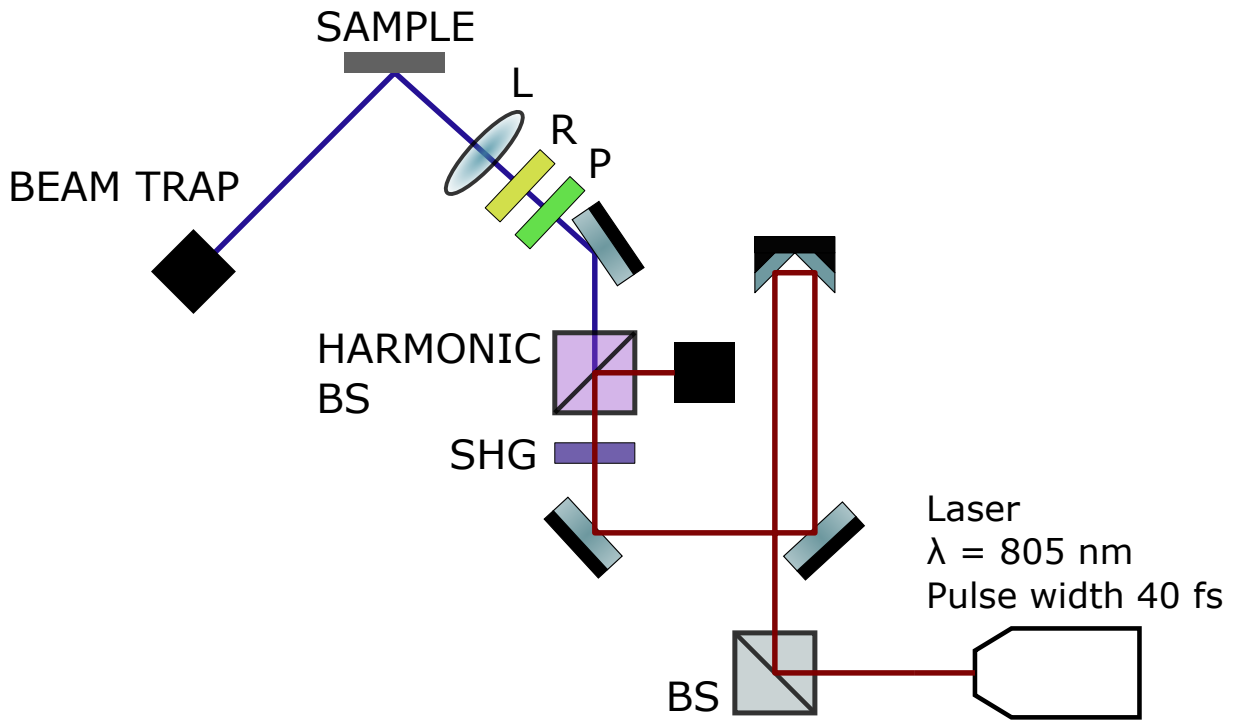 SAMPLE
L
R
P
BEAM TRAP
HARMONIC
BS
SHG
Laser
λ = 805 nm
Pulse width 40 fs
BS